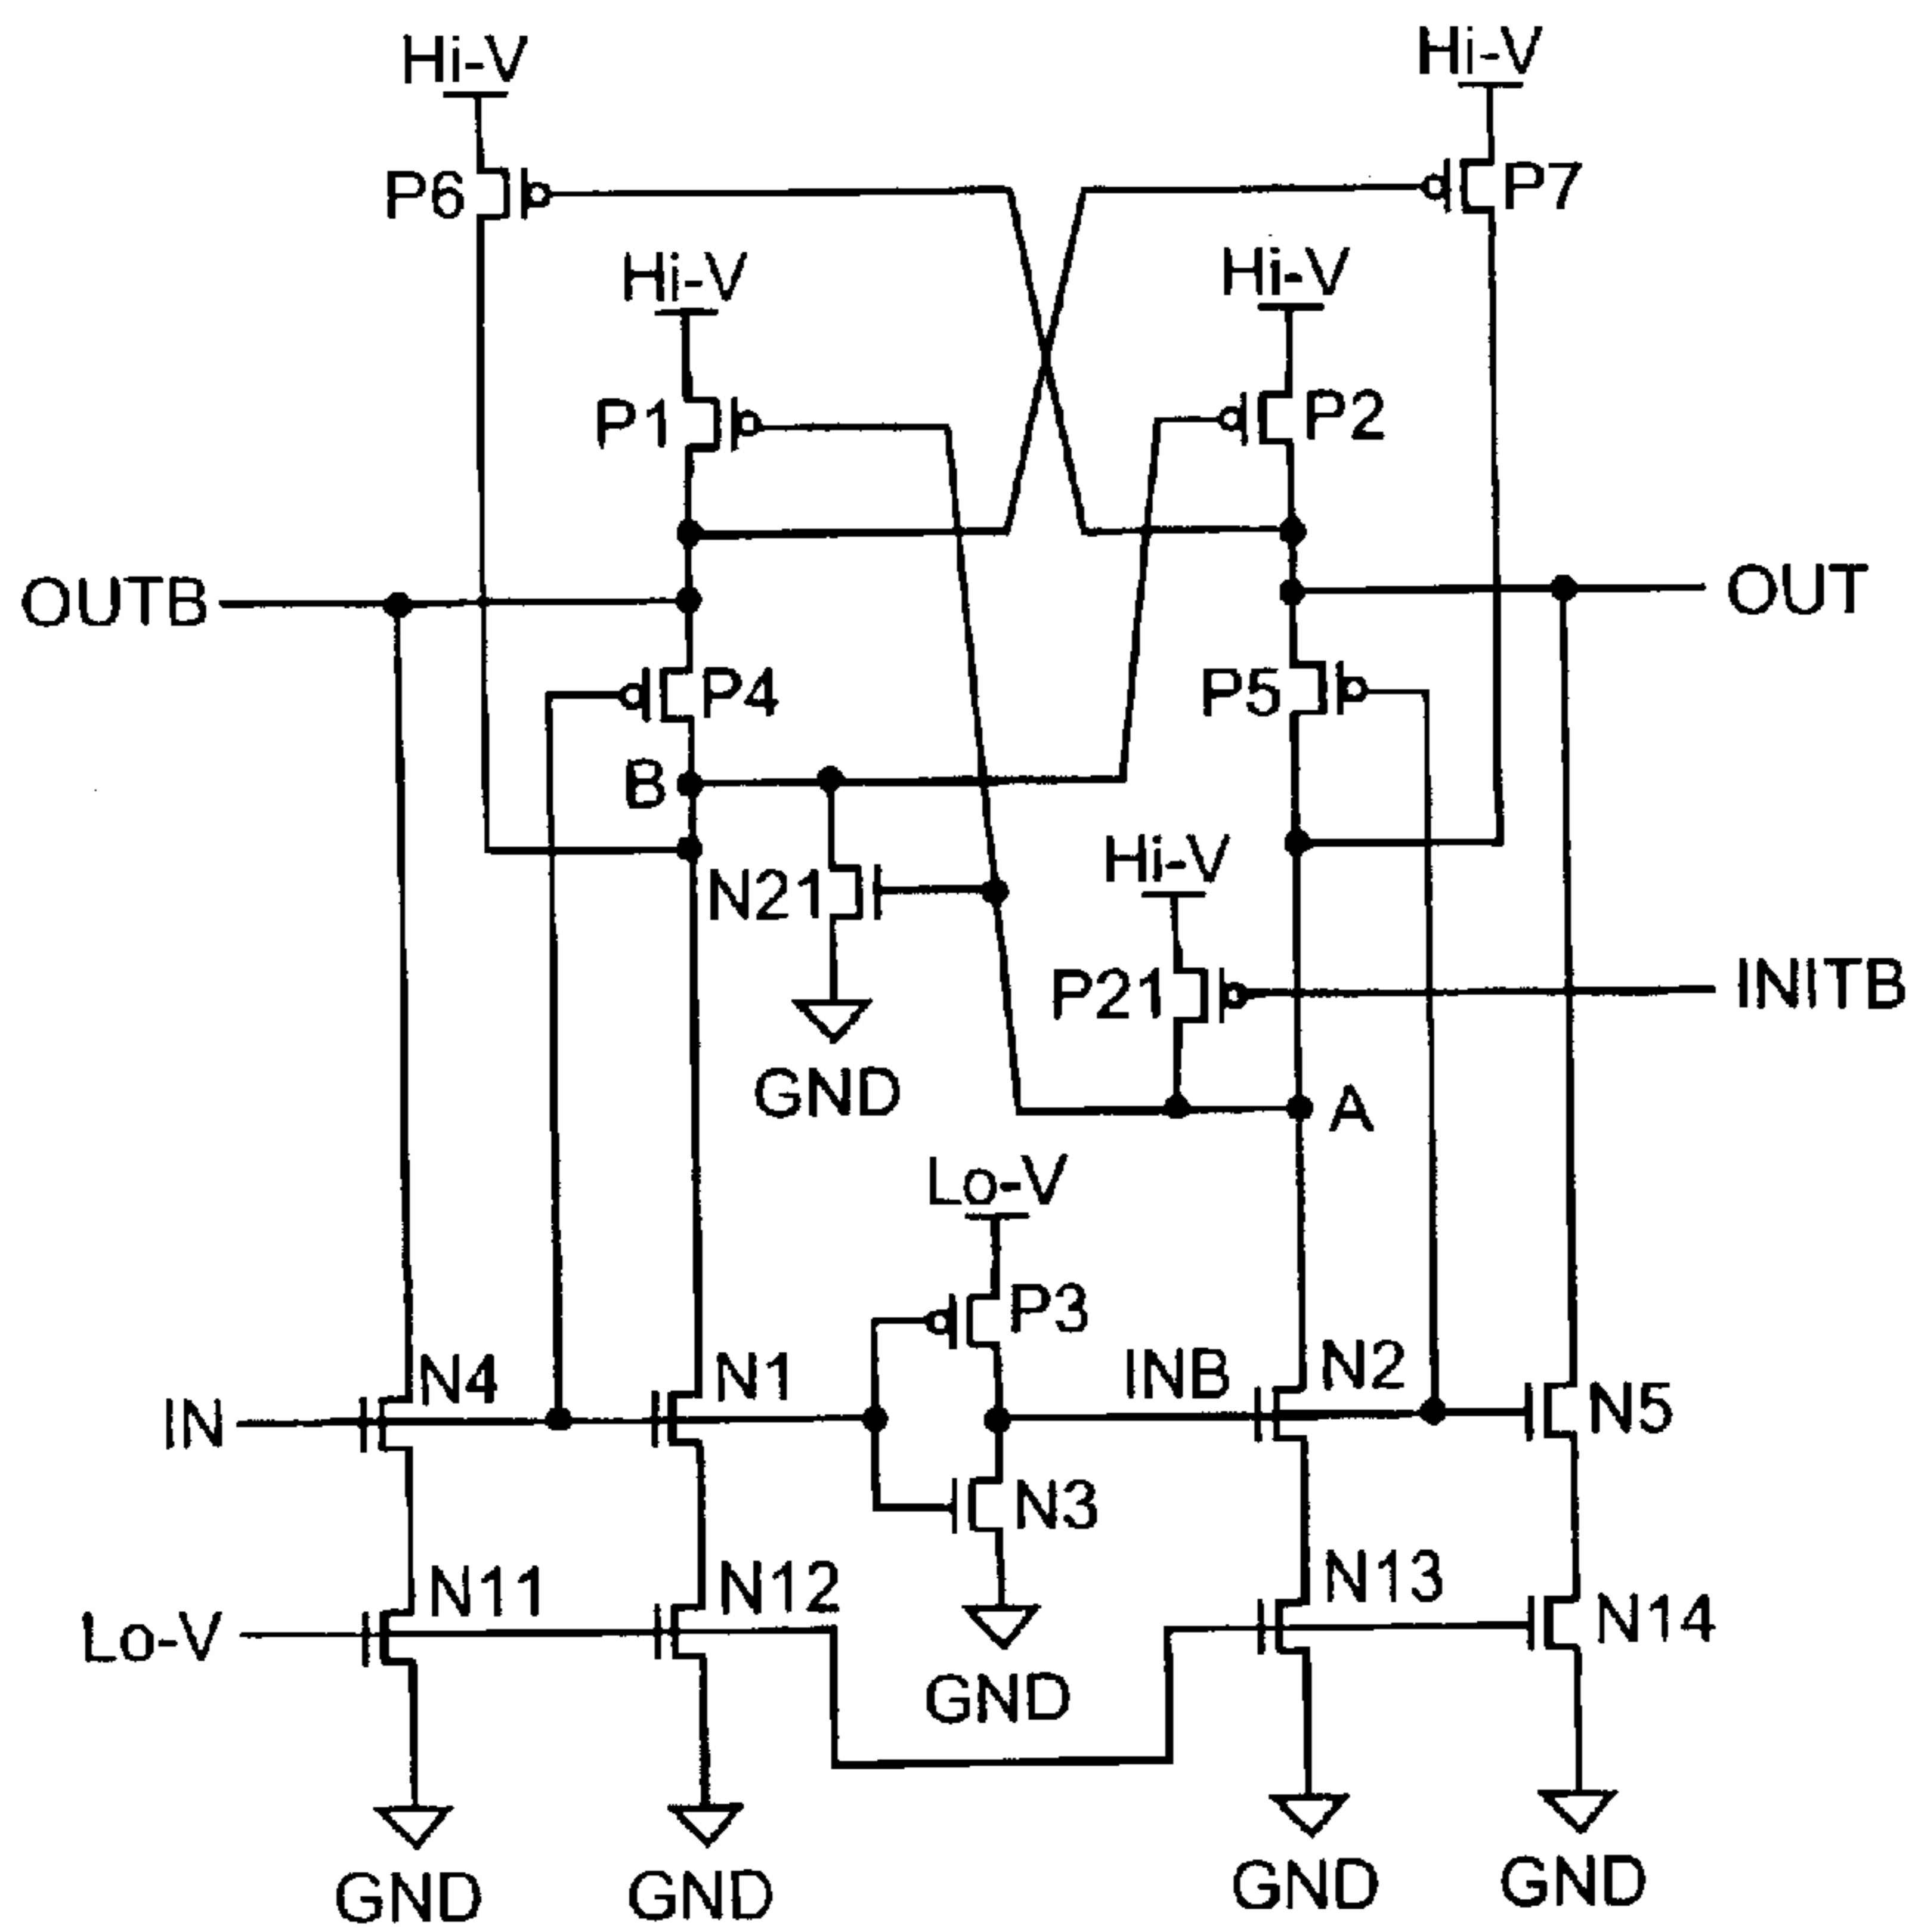 Hi-V
Hi-V
P6
P7
Hi-V
Hi-V
P1
P2
OUTB
OUT
P4
P5
B
Hi-V
N21
P21
INITB
GND
A
Lo-V
P3
N4
N1
INB
N2
IN
N5
N3
N11
N12
N13
N14
Lo-V
GND
GND
GND
GND
GND